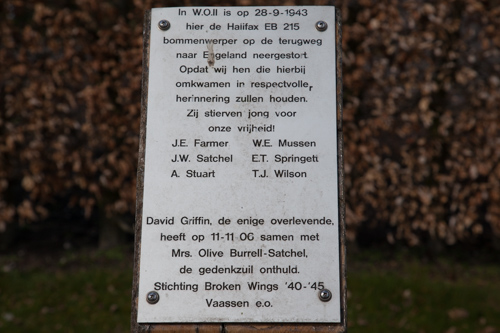 In W.O.II is op 28-9-1943
hier de Halifax EB 215
bommenwerper op de terugweg
naar Engeland neergestort.
Opdat wij hen die hierbij
omkwamen in respectvolle,
herinnering zullen houden.
Zij stierven jong voor
onze vrijheid!
J.E. Farmer W.E. Mussen
J.W. Satchel E.T. Springett
A. Stuart T.J. Wilson
David Griffin, de enige overlevende,
heeft op 11-11 06 samen met
Mrs. Olive Burrell-Satchel,
de gedenkzuil onthuld.
Stichting Broken Wings '40-'45
Vaassen e.o.